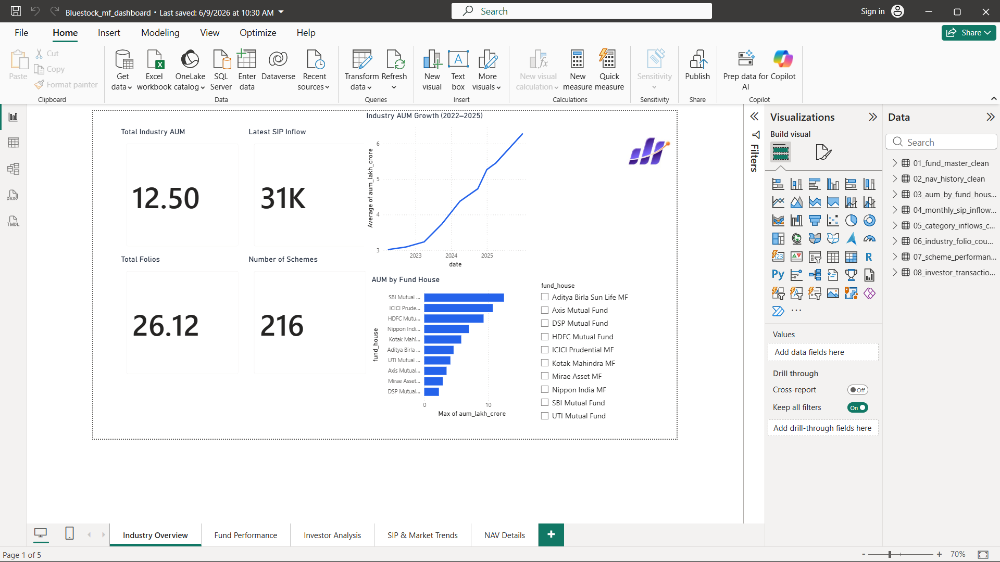 Bluestock_mf_dashboard • Last saved: 6/9/2026 at 10:30 AM
Search
Sign in
File
Home
Insert
Modeling
View
Optimize
Help
Share
Paste
Cut
Copy
Format painter
Clipboard
Get data
Excel workbook
OneLake catalog
SQL Server
Enter data
Dataverse
Recent sources
Data
Transform data
Refresh
Queries
New visual
Text box
More visuals
Insert
New visual calculation
New measure
Quick measure
Calculations
Sensitivity
Sensitivity
Publish
Share
Prep data for AI
Copilot
Copilot
DAX
TMDL
Total Industry AUM
12.50
Latest SIP Inflow
31K
Total Folios
26.12
Number of Schemes
216
Industry AUM Growth (2022–2025)
Average of aum_lakh_crore
6
5
4
3
2023
2024
2025
date
AUM by Fund House
fund_house
SBI Mutual ...
ICICI Prude...
HDFC Mutu...
Nippon Indi...
Kotak Mahi...
Aditya Birla ...
UTI Mutual ...
Axis Mutual...
Mirae Asset...
DSP Mutual...
0
10
Max of aum_lakh_crore
fund_house
Aditya Birla Sun Life MF
Axis Mutual Fund
DSP Mutual Fund
HDFC Mutual Fund
ICICI Prudential MF
Kotak Mahindra MF
Mirae Asset MF
Nippon India MF
SBI Mutual Fund
UTI Mutual Fund
Filters
Visualizations
Build visual
123
R
Py
Values
Add data fields here
Drill through
Cross-report
Off
Keep all filters
On
Add drill-through fields here
Data
Search
01_fund_master_clean
02_nav_history_clean
03_aum_by_fund_hous...
04_monthly_sip_inflow...
05_category_inflows_c...
06_industry_folio_cou...
07_scheme_performan...
08_investor_transactio...
Industry Overview
Fund Performance
Investor Analysis
SIP & Market Trends
NAV Details
Page 1 of 5
70%